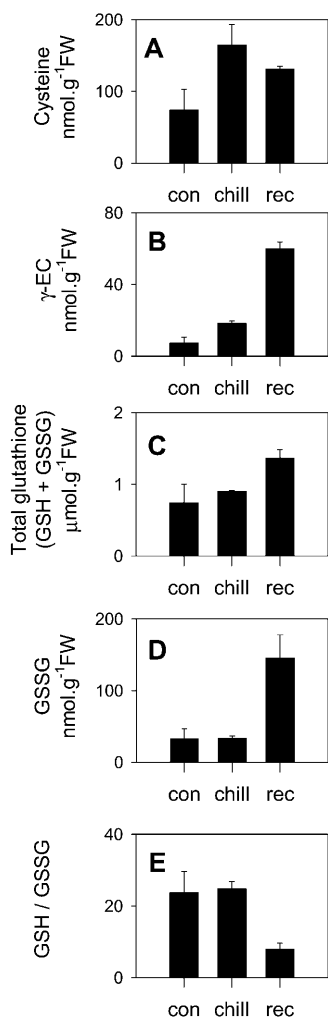 Cysteine
nmol.g⁻¹FW
200
100
0
A
con chill rec
γ-EC
nmol.g⁻¹FW
80
40
0
B
con chill rec
Total glutathione
(GSH + GSSG)
μmol.g⁻¹FW
2
1
0
C
con chill rec
GSSG
nmol.g⁻¹FW
200
100
0
D
con chill rec
GSH / GSSG
40
20
0
E
con chill rec